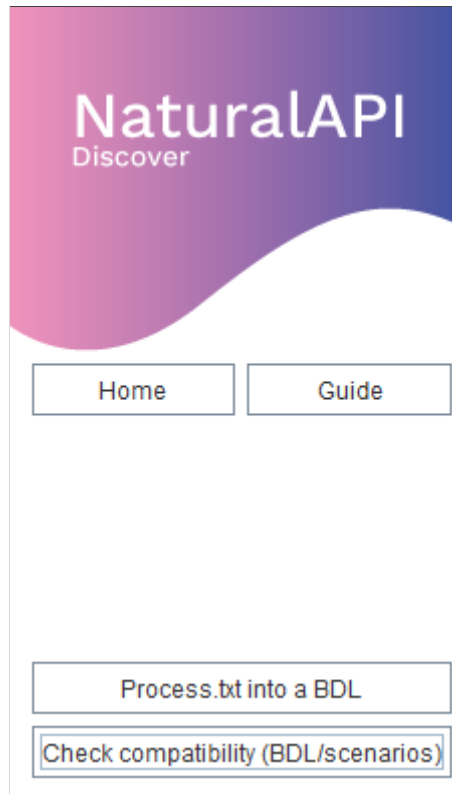 NaturalAPI
Discover
Home
Guide
Process.txt into a BDL
Check compatibility (BDL/scenarios)